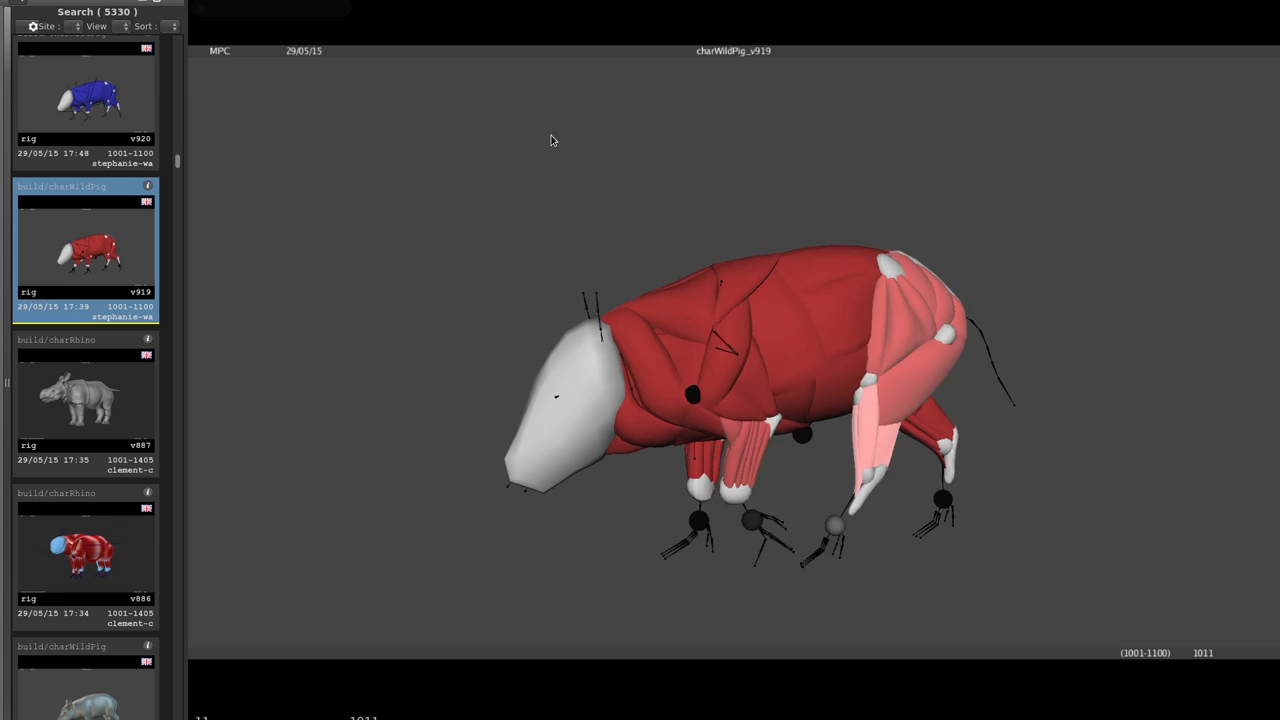 Search ( 5330 )
Site : View Sort :
rig v920
29/05/15 17:48 1001-1100
stephanie-wa
build/charWildPig
rig v919
29/05/15 17:39 1001-1100
stephanie-wa
build/charRhino
rig v887
29/05/15 17:35 1001-1405
clement-c
build/charRhino
rig v886
29/05/15 17:34 1001-1405
clement-c
build/charWildPig
MPC 29/05/15 charWildPig_v919
(1001-1100) 1011
11 1011